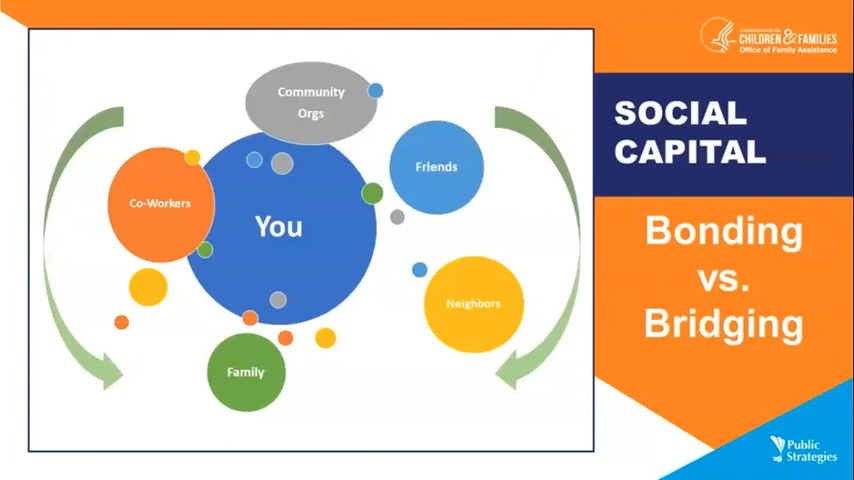 CHILDREN & FAMILIES
Office of Family Assistance
SOCIAL
CAPITAL
Bonding
vs.
Bridging
Community
Orgs
Friends
Co-Workers
You
Neighbors
Family
Public
Strategies